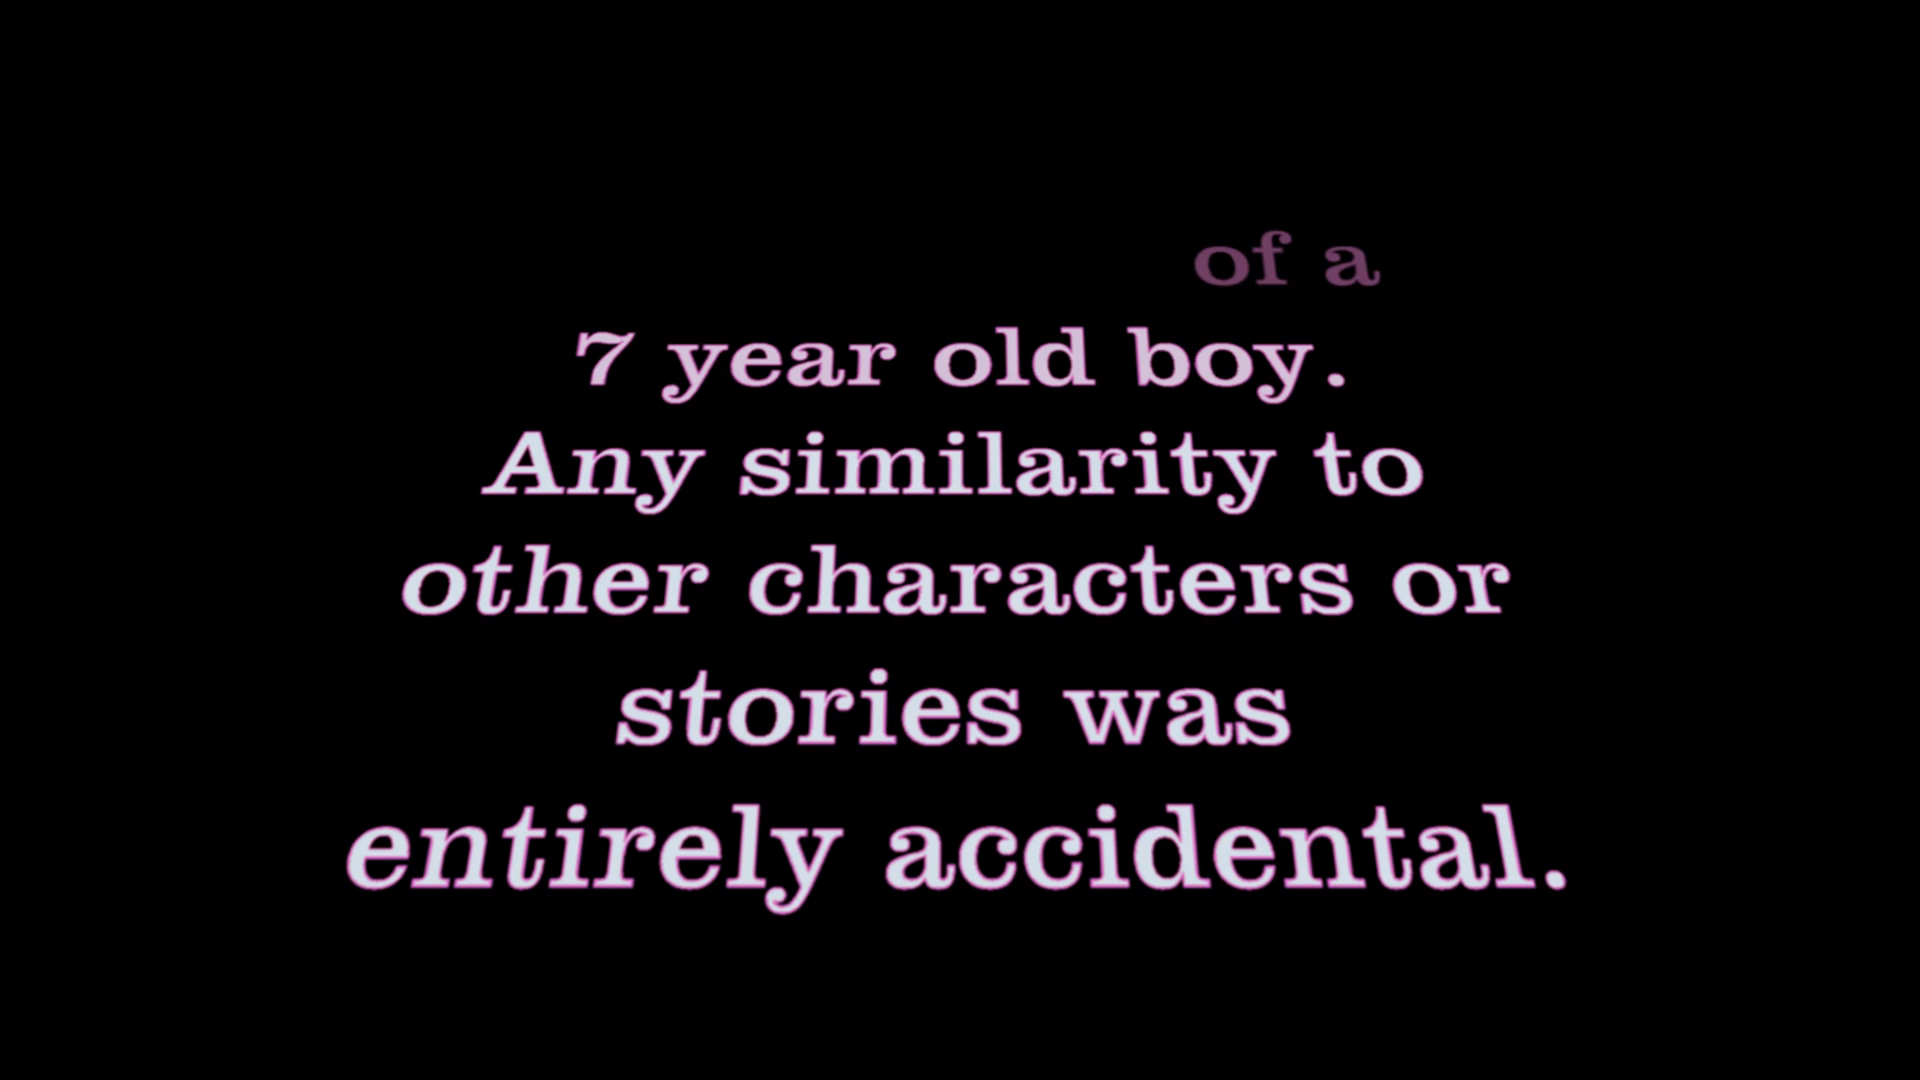 of a
7 year old boy.
Any similarity to
other characters or
stories was
entirely accidental.